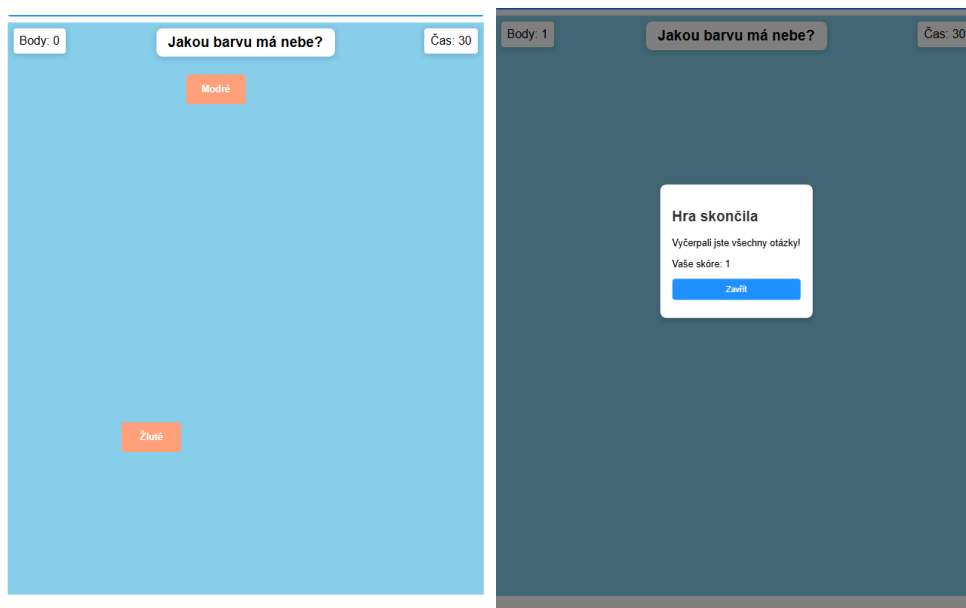 Body: 0
Jakou barvu má nebe?
Čas: 30
Modré
Žluté
Body: 1
Jakou barvu má nebe?
Čas: 30
Hra skončila
Vyčerpali jste všechny otázky!
Vaše skóre: 1
Zavřít